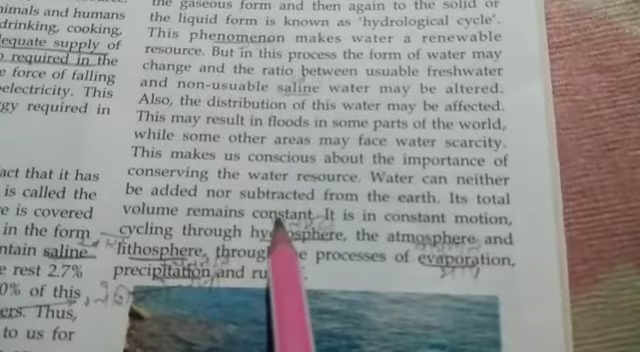 nimals and humans
drinking, cooking,
equate supply of
required in the
e force of falling
electricity. This
gy required in
act that it has
is called the
e is covered
in the form
ntain saline
e rest 2.7%
0% of this
ers. Thus,
to us for
the gaseous form and then again to the solid or
the liquid form is known as 'hydrological cycle'.
This phenomenon makes water a renewable
resource. But in this process the form of water may
change and the ratio between usuable freshwater
and non-usuable saline water may be altered.
Also, the distribution of this water may be affected.
This may result in floods in some parts of the world,
while some other areas may face water scarcity.
This makes us conscious about the importance of
conserving the water resource. Water can neither
be added nor subtracted from the earth. Its total
volume remains constant. It is in constant motion,
cycling through hy osphere, the atmosphere and
lithosphere, throug e processes of evaporation,
precipitation and ru